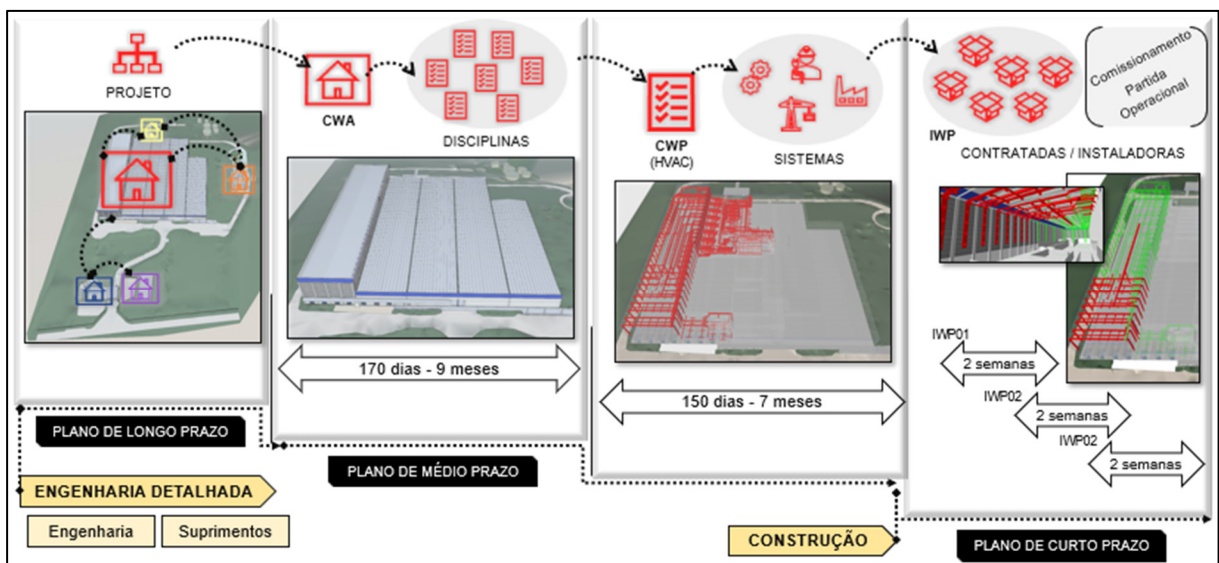 PROJETO
CWA
DISCIPLINAS
CWP
(HVAC)
SISTEMAS
IWP
CONTRATADAS / INSTALADORAS
Comissionamento
Partida
Operacional
170 dias - 9 meses
150 dias - 7 meses
IWP01
2 semanas
IWP02
2 semanas
IWP02
2 semanas
PLANO DE LONGO PRAZO
PLANO DE MÉDIO PRAZO
ENGENHARIA DETALHADA
Engenharia
Suprimentos
CONSTRUÇÃO
PLANO DE CURTO PRAZO